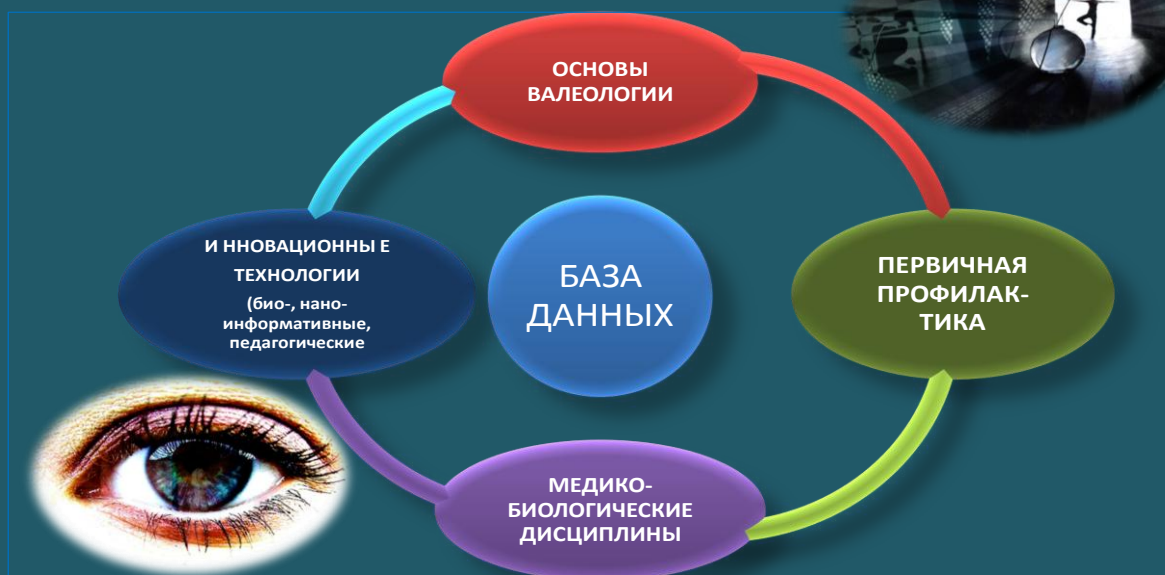 ОСНОВЫ
ВАЛЕОЛОГИИ
И ННОВАЦИОННЫ Е
ТЕХНОЛОГИИ
(био-, нано-
информативные,
педагогические
БАЗА
ДАННЫХ
ПЕРВИЧНАЯ
ПРОФИЛАК-
ТИКА
МЕДИКО-
БИОЛОГИЧЕСКИЕ
ДИСЦИПЛИНЫ